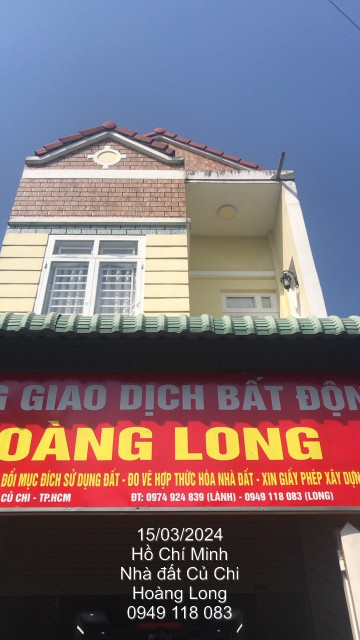 G GIAO DỊCH BẤT ĐỘN
OÀNG LONG
ĐỔI MỤC ĐÍCH SỬ DỤNG ĐẤT - ĐO VẼ HỢP THỨC HÓA NHÀ ĐẤT - XIN GIẤY PHÉP XÂY DỰN
CỦ CHI - TP.HCM ĐT: 0974 924 839 (LÀNH) - 0949 118 083 (LONG)
15/03/2024
Hồ Chí Minh
Nhà đất Củ Chi
Hoàng Long
0949 118 083